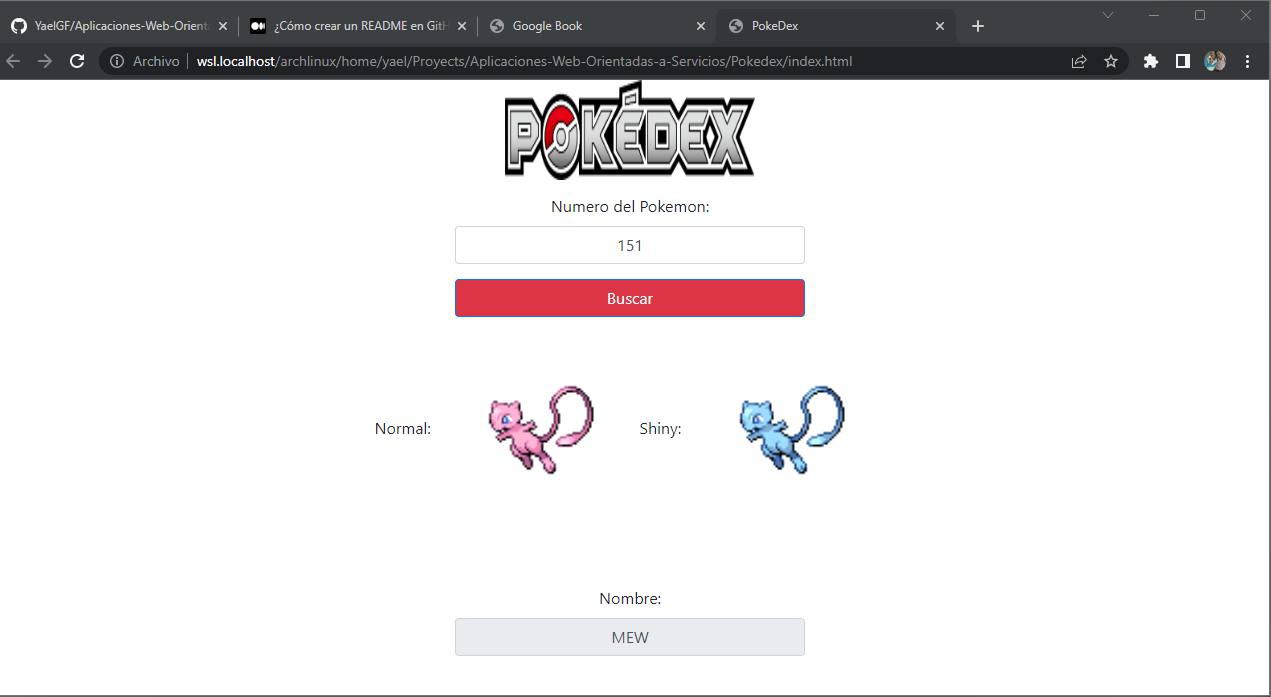 YaelGF/Aplicaciones-Web-Orient
¿Cómo crear un README en GitH
Google Book
PokeDex
Archivo
wsl.localhost/archlinux/home/yael/Proyects/Aplicaciones-Web-Orientadas-a-Servicios/Pokedex/index.html
POKÉDEX
Numero del Pokemon:
151
Buscar
Normal:
Shiny:
Nombre:
MEW